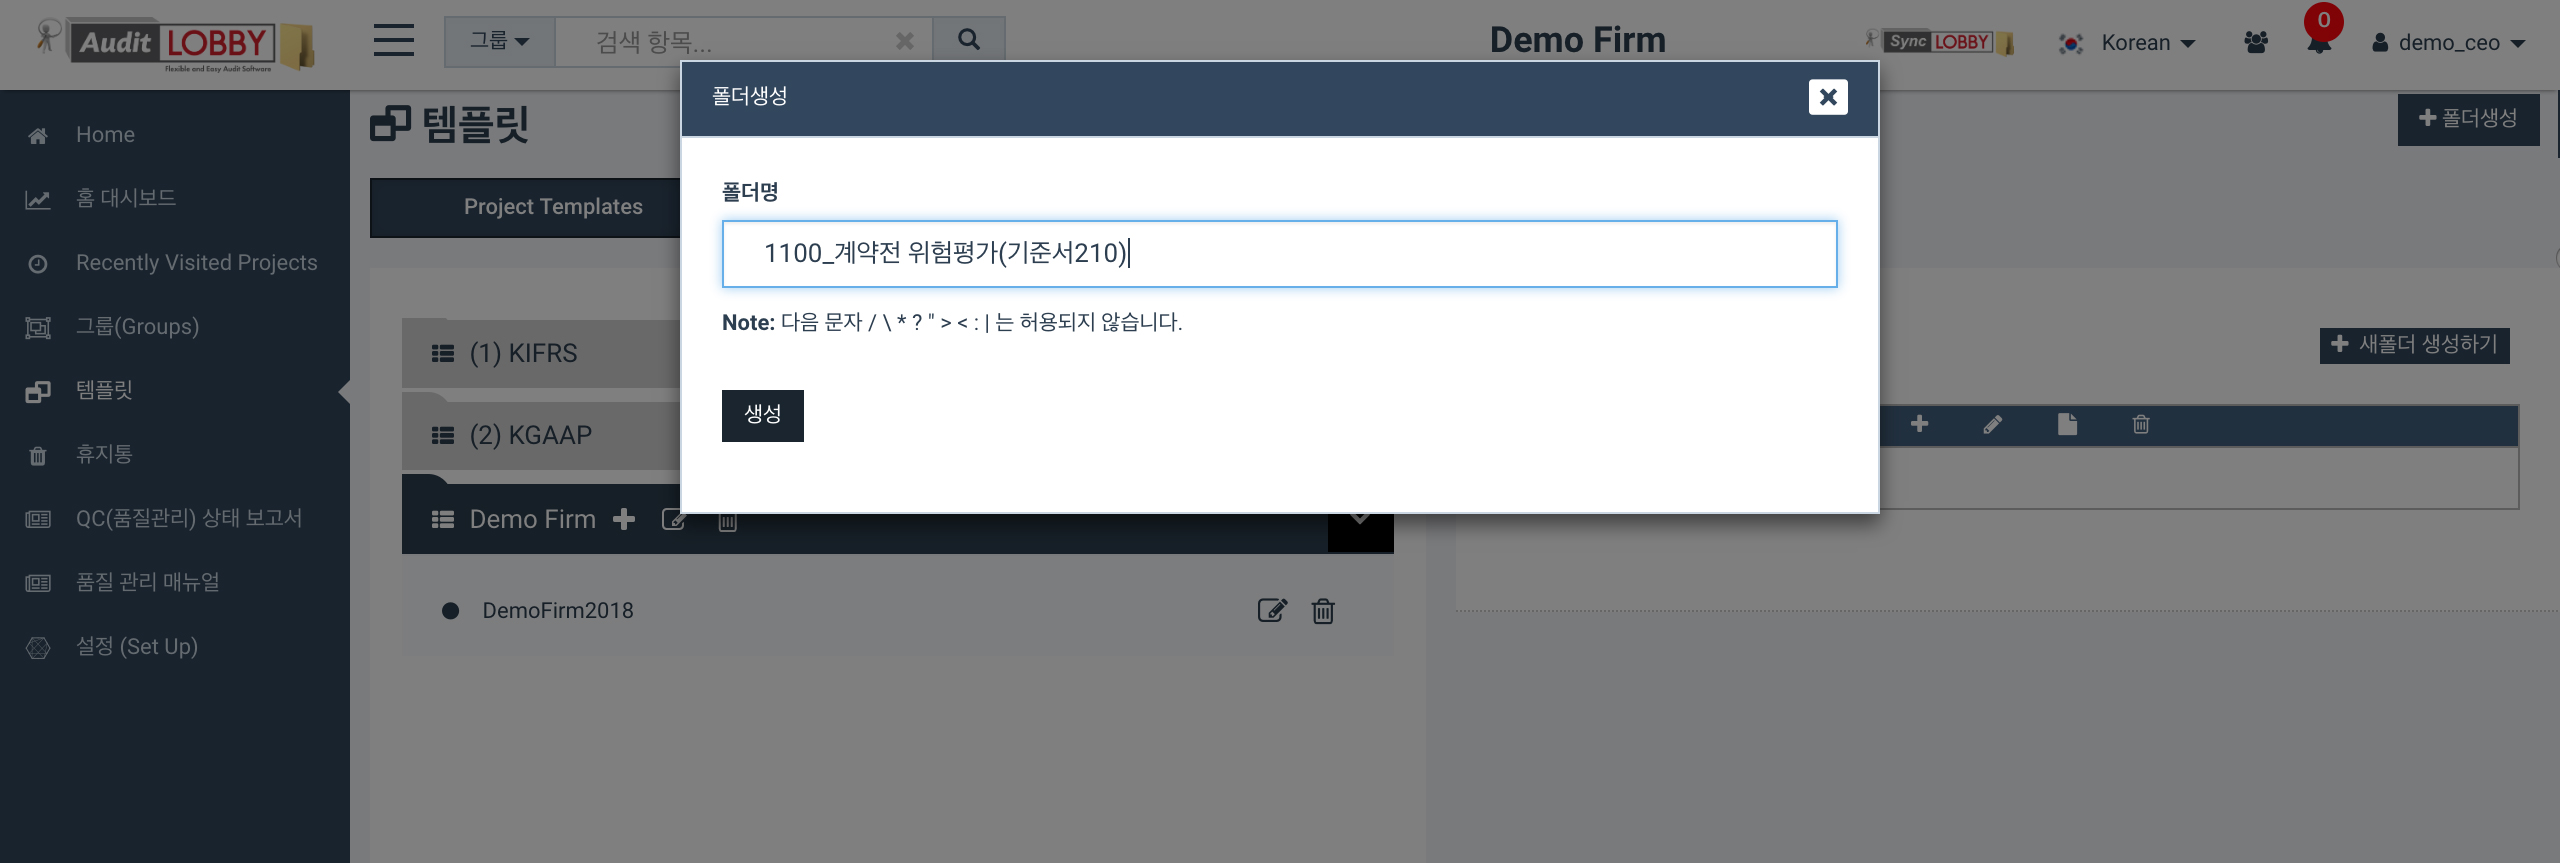 Audit LOBBY
Flexible and Easy Audit Software
그룹
검색 항목...
Demo Firm
Sync LOBBY
Korean
0
demo_ceo
Home
홈 대시보드
Recently Visited Projects
그룹(Groups)
템플릿
휴지통
QC(품질관리) 상태 보고서
품질 관리 매뉴얼
설정 (Set Up)
템플릿
폴더생성
Project Templates
(1) KIFRS
(2) KGAAP
Demo Firm
DemoFirm2018
새폴더 생성하기
폴더생성
폴더명
1100_계약전 위험평가(기준서210)
Note: 다음 문자 / \ * ? " > < : | 는 허용되지 않습니다.
생성